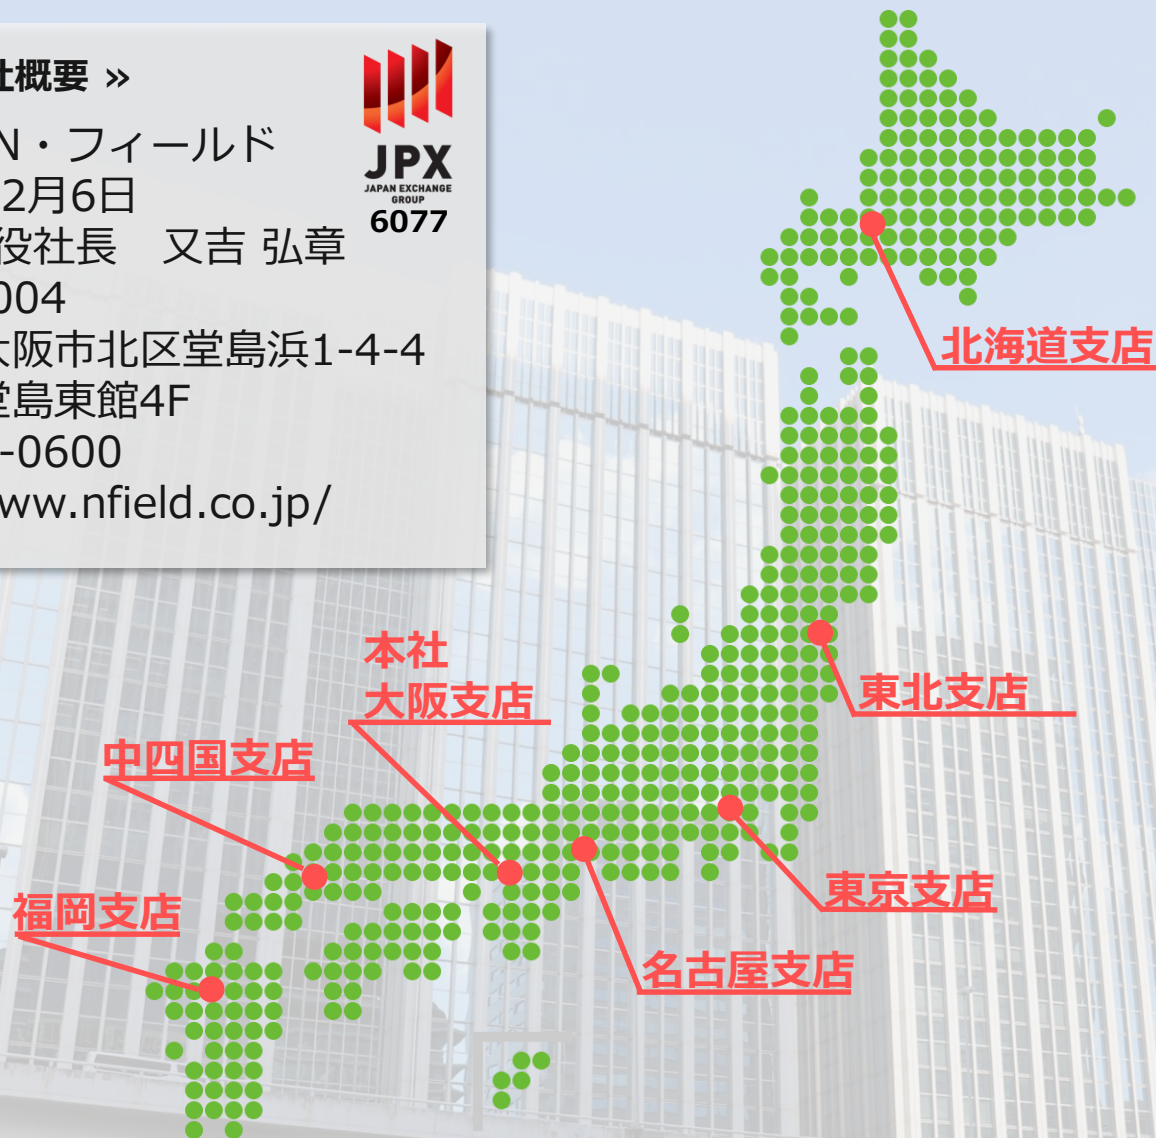 社概要 »
N・フィールド
2月6日
役社長　又吉 弘章
004
大阪市北区堂島浜1-4-4
堂島東館4F
-0600
ww.nfield.co.jp/
JPX
JAPAN EXCHANGE
GROUP
6077
北海道支店
東北支店
本社
大阪支店
中四国支店
東京支店
福岡支店
名古屋支店